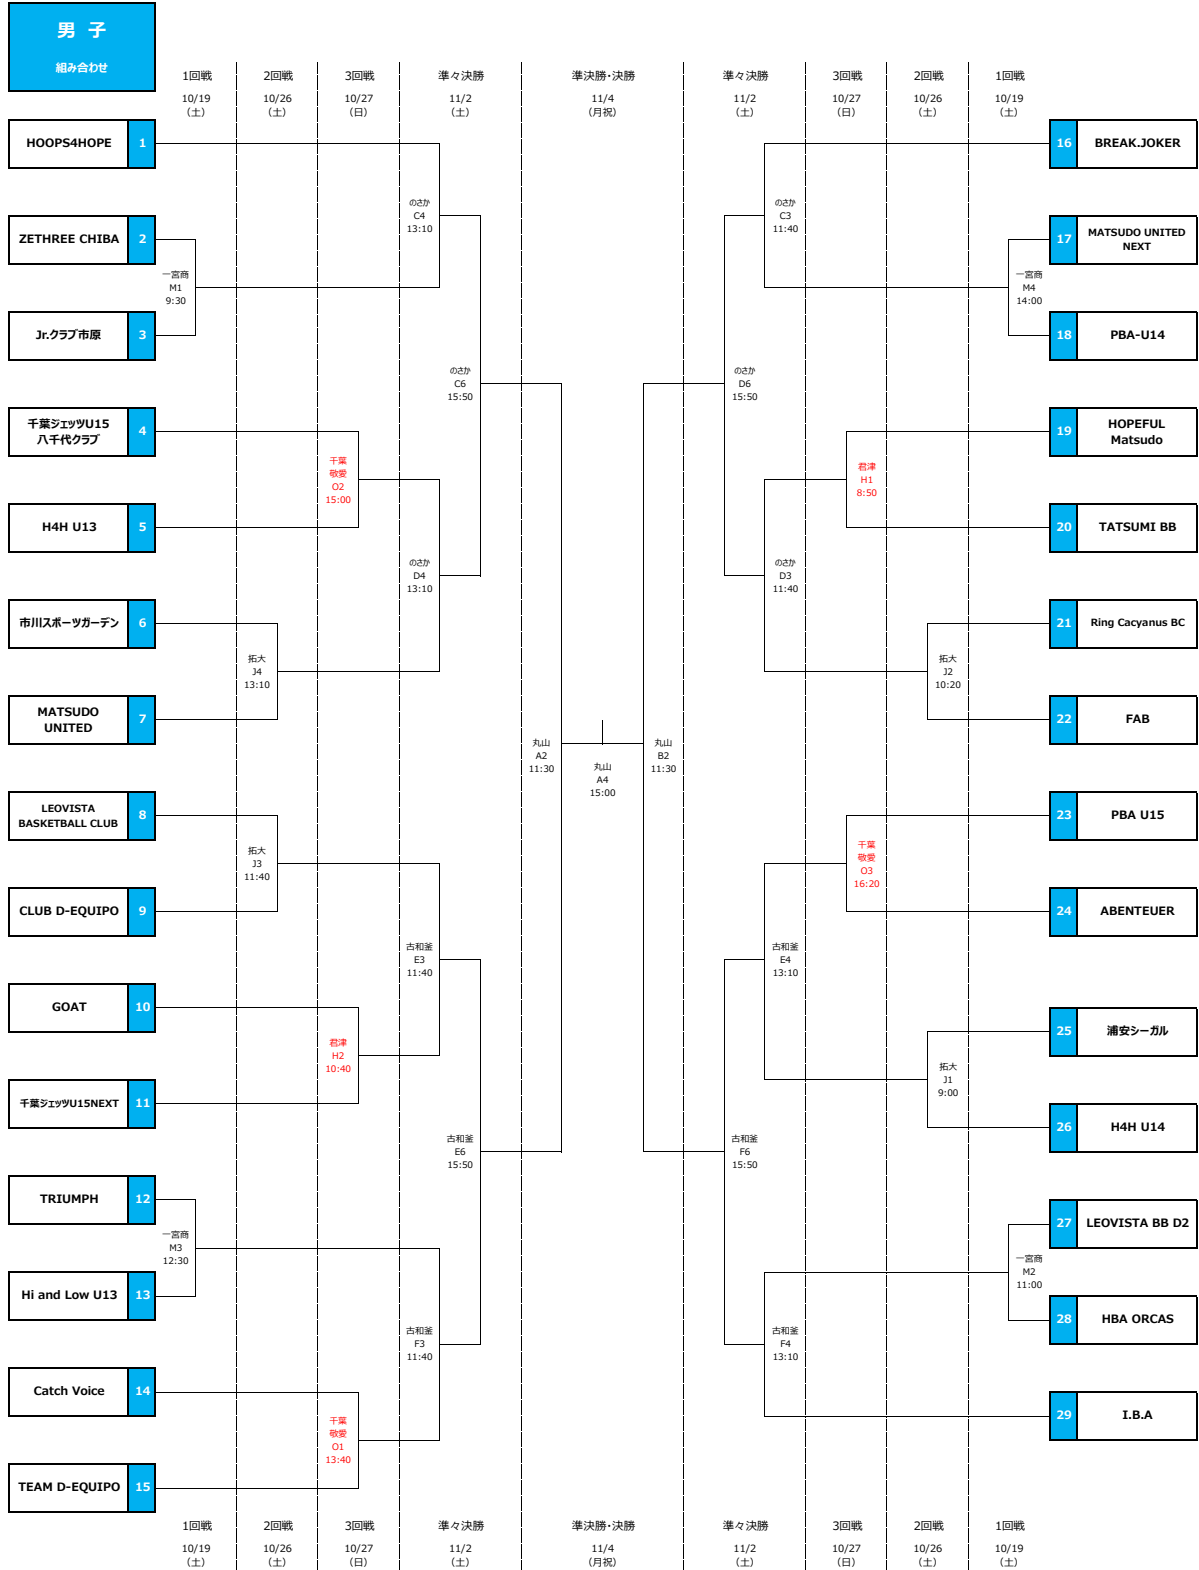 男 子
組み合わせ
1回戦 2回戦 3回戦 準々決勝 準決勝・決勝 準々決勝 3回戦 2回戦 1回戦
10/19 10/26 10/27 11/2 11/4 11/2 10/27 10/26 10/19
（土） （土） （日） （土） （月祝） （土） （日） （土） （土）
HOOPS4HOPE 1
ZETHREE CHIBA 2
一宮商
M1
9:30
Jr.クラブ市原 3
のさか
C4
13:10
のさか
C6
15:50
千葉ジェッツU15
八千代クラブ 4
千葉
敬愛
O2
15:00
H4H U13 5
のさか
D4
13:10
市川スポーツガーデン 6
拓大
J4
13:10
MATSUDO
UNITED 7
丸山
A2
11:30
LEOVISTA
BASKETBALL CLUB 8
拓大
J3
11:40
CLUB D-EQUIPO 9
古和釜
E3
11:40
GOAT 10
君津
H2
10:40
千葉ジェッツU15NEXT 11
古和釜
E6
15:50
TRIUMPH 12
一宮商
M3
12:30
Hi and Low U13 13
古和釜
F3
11:40
Catch Voice 14
千葉
敬愛
O1
13:40
TEAM D-EQUIPO 15
丸山
A4
15:00
16 BREAK.JOKER
のさか
C3
11:40
17 MATSUDO UNITED
NEXT
一宮商
M4
14:00
18 PBA-U14
のさか
D6
15:50
19 HOPEFUL
Matsudo
君津
H1
8:50
20 TATSUMI BB
のさか
D3
11:40
21 Ring Cacyanus BC
拓大
J2
10:20
22 FAB
丸山
B2
11:30
23 PBA U15
千葉
敬愛
O3
16:20
24 ABENTEUER
古和釜
E4
13:10
25 浦安シーガル
拓大
J1
9:00
26 H4H U14
古和釜
F6
15:50
27 LEOVISTA BB D2
一宮商
M2
11:00
28 HBA ORCAS
古和釜
F4
13:10
29 I.B.A
1回戦 2回戦 3回戦 準々決勝 準決勝・決勝 準々決勝 3回戦 2回戦 1回戦
10/19 10/26 10/27 11/2 11/4 11/2 10/27 10/26 10/19
（土） （土） （日） （土） （月祝） （土） （日） （土） （土）